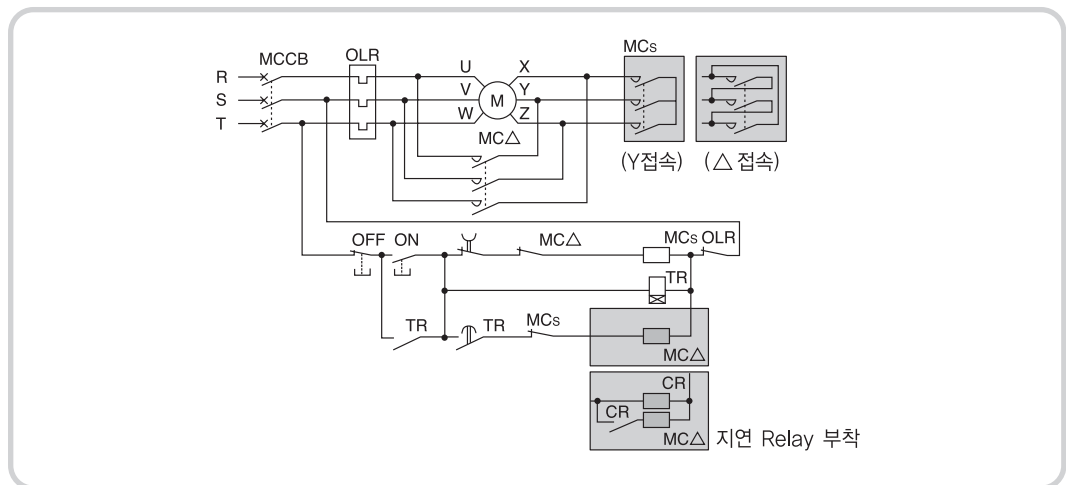 MCCB OLR MCs
R U X
S V M Y
T W Z
MC△
(Y접속) (△ 접속)
OFF ON MC△ MCs OLR
TR
TR TR MCs
MC△
CR
CR
MC△ 지연 Relay 부착